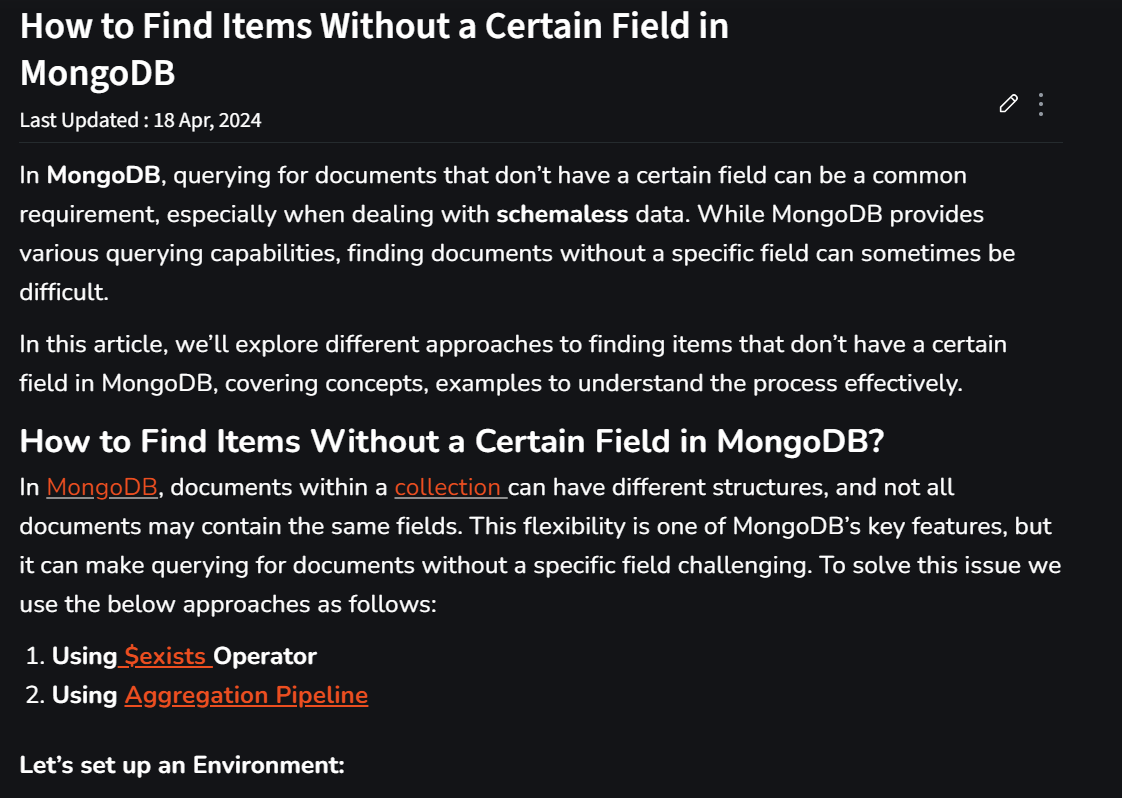 How to Find Items Without a Certain Field in
MongoDB
Last Updated : 18 Apr, 2024
In MongoDB, querying for documents that don’t have a certain field can be a common
requirement, especially when dealing with schemaless data. While MongoDB provides
various querying capabilities, finding documents without a specific field can sometimes be
difficult.
In this article, we’ll explore different approaches to finding items that don’t have a certain
field in MongoDB, covering concepts, examples to understand the process effectively.
How to Find Items Without a Certain Field in MongoDB?
In MongoDB, documents within a collection can have different structures, and not all
documents may contain the same fields. This flexibility is one of MongoDB’s key features, but
it can make querying for documents without a specific field challenging. To solve this issue we
use the below approaches as follows:
1. Using $exists Operator
2. Using Aggregation Pipeline
Let’s set up an Environment: